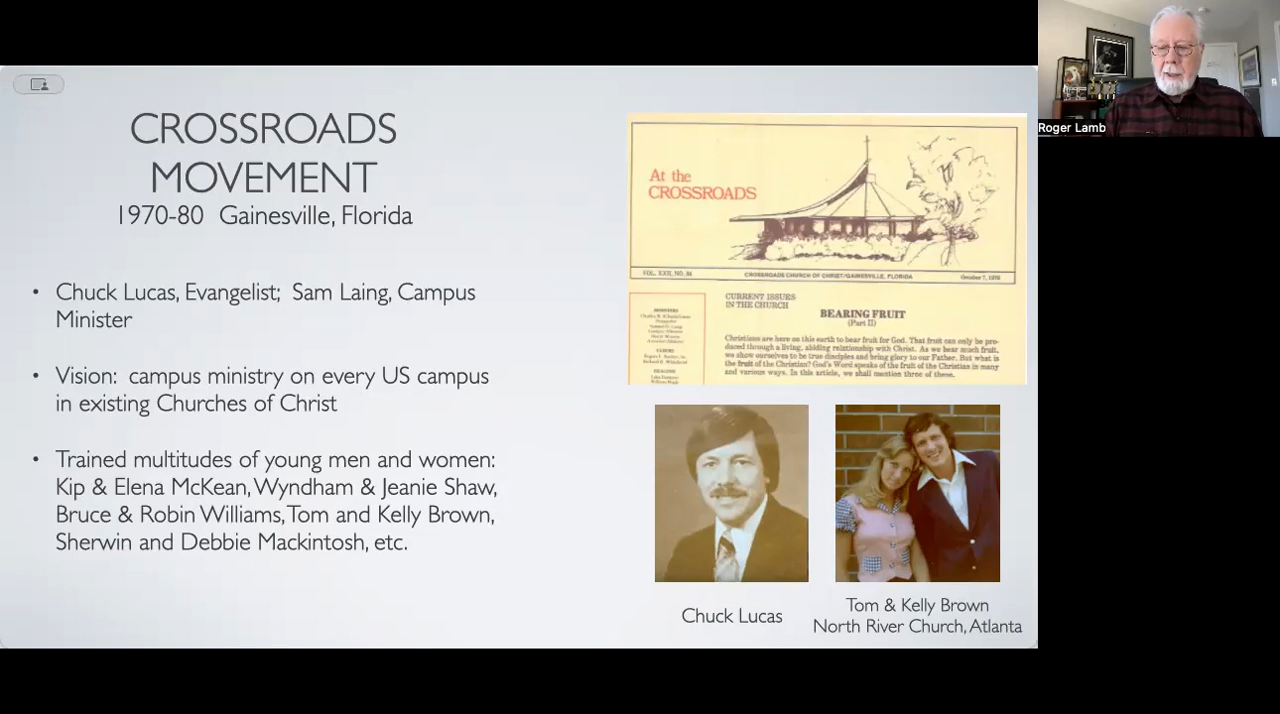 CROSSROADS
MOVEMENT
1970-80 Gainesville, Florida
• Chuck Lucas, Evangelist; Sam Laing, Campus
Minister
• Vision: campus ministry on every US campus
in existing Churches of Christ
• Trained multitudes of young men and women:
Kip & Elena McKean, Wyndham & Jeanie Shaw,
Bruce & Robin Williams, Tom and Kelly Brown,
Sherwin and Debbie Mackintosh, etc.
At the
CROSSROADS
VOL. XXII, NO.
CROSSROADS CHURCH OF CHRIST/GAINESVILLE, FLORIDA
October 7,
CURRENT ISSUES
IN THE CHURCH
BEARING FRUIT
(Part II)
Christians are here on this earth to bear fruit for God. That fruit can only be pro-
duced through a living, abiding relationship with Christ. As we bear much fruit,
we show ourselves to be true disciples and bring glory to our Father. But what is
the fruit of the Christian? God's Word speaks of the fruit of the Christian in many
and various ways. In this article, we shall mention three of these.
MINISTERS
ELDERS
DEACONS
Chuck Lucas
Tom & Kelly Brown
North River Church, Atlanta
Roger Lamb